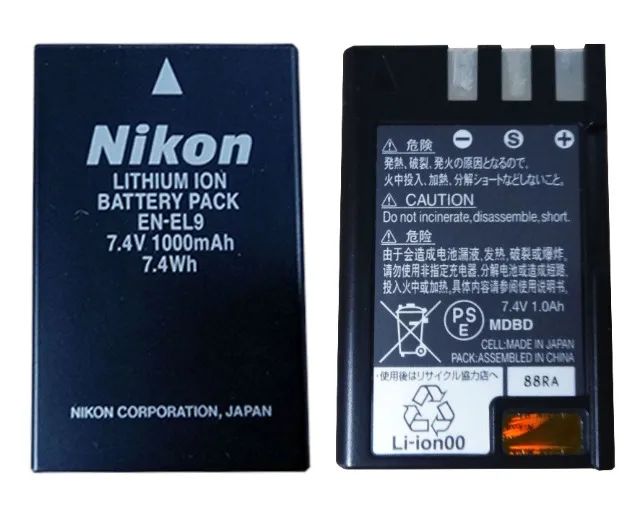 Nikon
LITHIUM ION
BATTERY PACK
EN-EL9
7.4V 1000mAh
7.4Wh
NIKON CORPORATION, JAPAN
− S +
危険
発熱、破裂、発火の原因となるので、
火中投入、加熱、分解ショートなどしないこと。
CAUTION
Do not incinerate,disassemble,short.
危险
由于会造成电池漏液，发热，破裂或爆炸。
请勿使用非指定充电器，分解电池或造成短路，
投入火中或加热。具体内容请参照使用说明书。
7.4V 1.0Ah
PS
E
MDBD
CELL:MADE IN JAPAN
PACK:ASSEMBLED IN CHINA
使用後はリサイクル協力店へ
88RA
Li-ion00